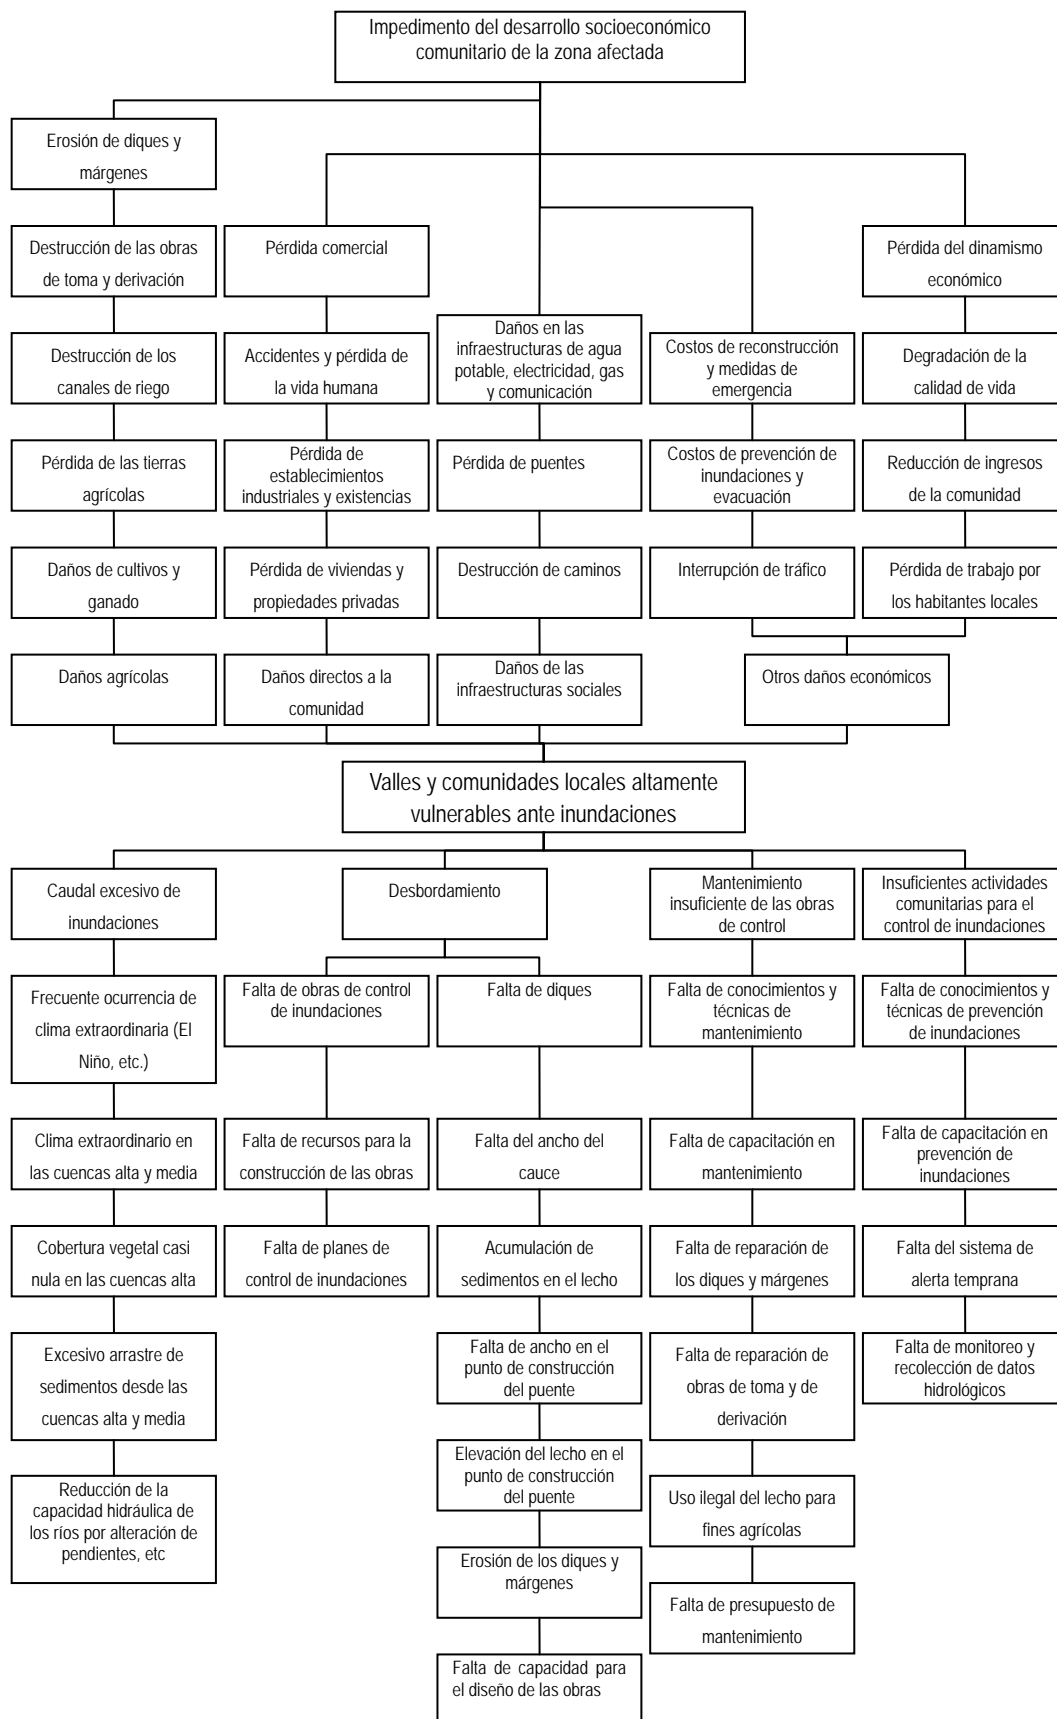 Impedimento del desarrollo socioeconómico
comunitario de la zona afectada
Erosión de diques y
márgenes
Destrucción de las obras
de toma y derivación
Pérdida comercial
Pérdida del dinamismo
económico
Destrucción de los
canales de riego
Accidentes y pérdida de
la vida humana
Daños en las
infraestructuras de agua
potable, electricidad, gas
y comunicación
Costos de reconstrucción
y medidas de
emergencia
Degradación de la
calidad de vida
Pérdida de las tierras
agrícolas
Pérdida de
establecimientos
industriales y existencias
Pérdida de puentes
Costos de prevención de
inundaciones y
evacuación
Reducción de ingresos
de la comunidad
Daños de cultivos y
ganado
Pérdida de viviendas y
propiedades privadas
Destrucción de caminos
Interrupción de tráfico
Pérdida de trabajo por
los habitantes locales
Daños agrícolas
Daños directos a la
comunidad
Daños de las
infraestructuras sociales
Otros daños económicos
Valles y comunidades locales altamente
vulnerables ante inundaciones
Caudal excesivo de
inundaciones
Desbordamiento
Mantenimiento
insuficiente de las obras
de control
Insuficientes actividades
comunitarias para el
control de inundaciones
Frecuente ocurrencia de
clima extraordinaria (El
Niño, etc.)
Falta de obras de control
de inundaciones
Falta de diques
Falta de conocimientos y
técnicas de
mantenimiento
Falta de conocimientos y
técnicas de prevención
de inundaciones
Clima extraordinario en
las cuencas alta y media
Falta de recursos para la
construcción de las obras
Falta del ancho del
cauce
Falta de capacitación en
mantenimiento
Falta de capacitación en
prevención de
inundaciones
Cobertura vegetal casi
nula en las cuencas alta
Falta de planes de
control de inundaciones
Acumulación de
sedimentos en el lecho
Falta de reparación de
los diques y márgenes
Falta del sistema de
alerta temprana
Excesivo arrastre de
sedimentos desde las
cuencas alta y media
Falta de ancho en el
punto de construcción
del puente
Falta de reparación de
obras de toma y de
derivación
Falta de monitoreo y
recolección de datos
hidrológicos
Reducción de la
capacidad hidráulica de
los ríos por alteración de
pendientes, etc
Elevación del lecho en el
punto de construcción
del puente
Uso ilegal del lecho para
fines agrícolas
Erosión de los diques y
márgenes
Falta de presupuesto de
mantenimiento
Falta de capacidad para
el diseño de las obras